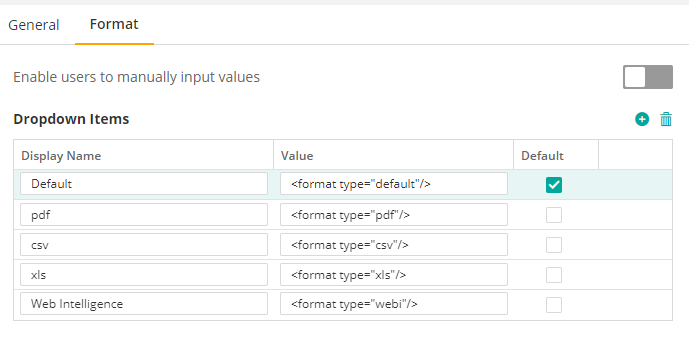 General Format
Enable users to manually input values
Dropdown Items
Display Name Value Default
Default <format type="default"/>
pdf <format type="pdf"/>
csv <format type="csv"/>
xls <format type="xls"/>
Web Intelligence <format type="webi"/>